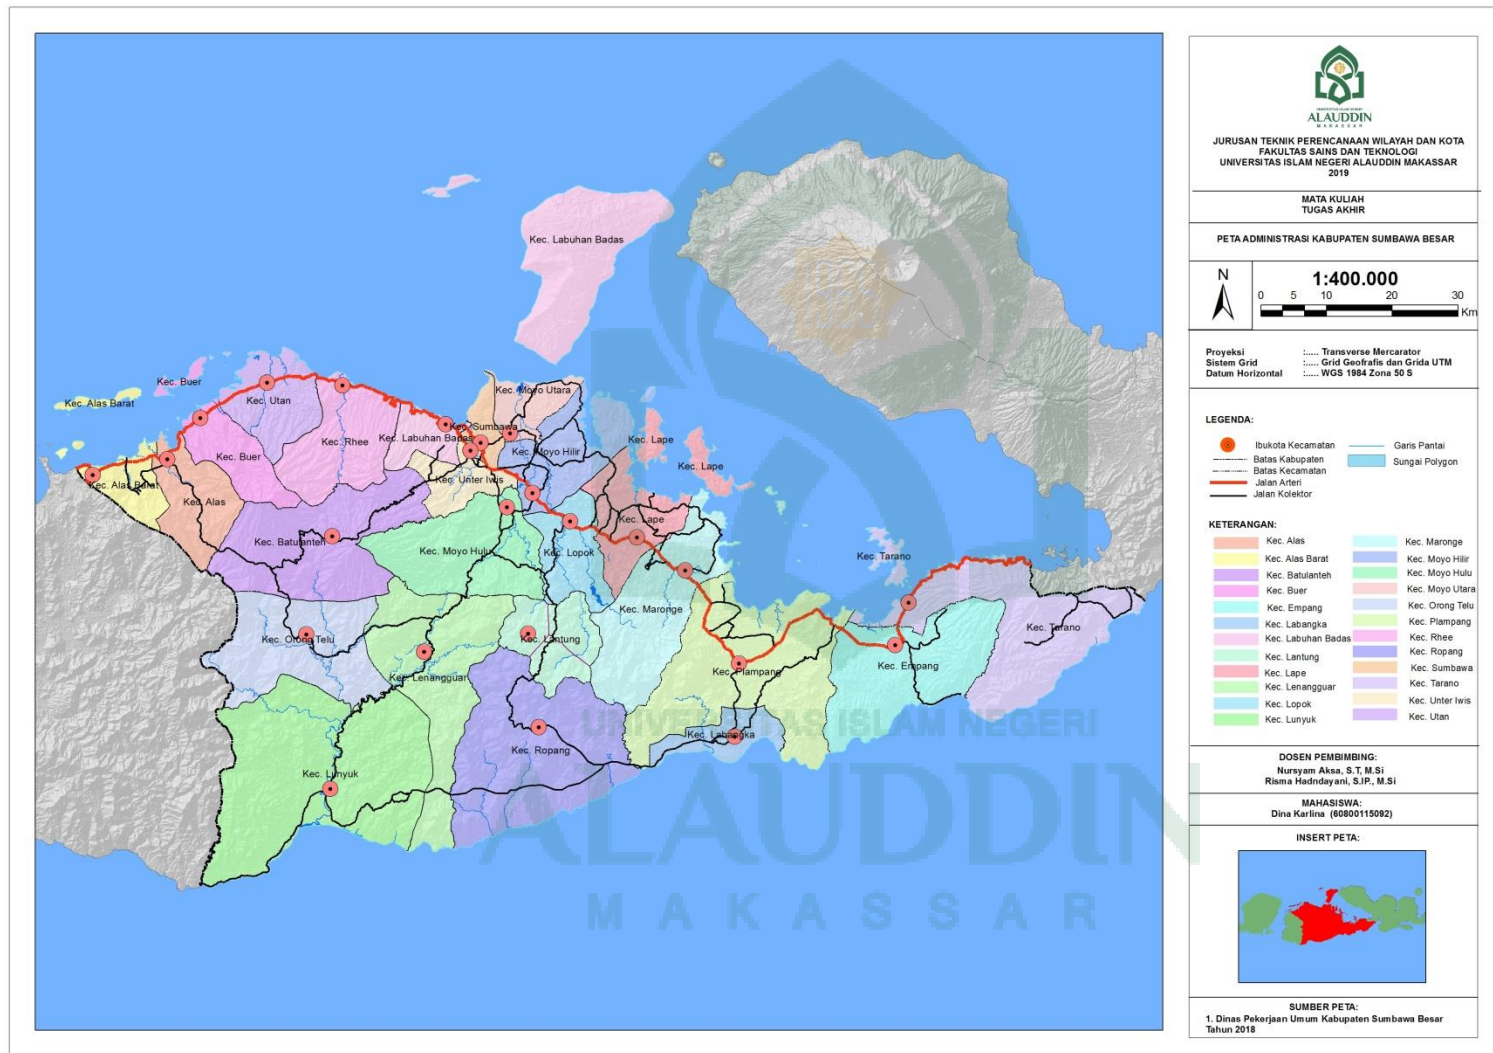 Kec. Labuhan Badas
Kec. Buer
Kec. Alas Barat
Kec. Utan
Kec. Moyo Utara
Kec. Rhee
Kec. Sumbawa
Kec. Labuhan Badas
Kec. Lape
Kec. Buer
Kec. Moyo Hilir
Kec. Lape
Kec. Alas Barat
Kec. Unter Iwis
Kec. Alas
Kec. Lape
Kec. Batulanteh
Kec. Moyo Hulu
Kec. Lopok
Kec. Tarano
Kec. Maronge
Kec. Orong Telu
Kec. Lantung
Kec. Tarano
Kec. Lenangguar
Kec. Plampang
Kec. Empang
Kec. Ropang
Kec. Labangka
Kec. Lunyuk
UNIVERSITAS ISLAM NEGERI
ALAUDDIN
MAKASSAR
UNIVERSITAS ISLAM NEGERI
ALAUDDIN
MAKASSAR
JURUSAN TEKNIK PERENCANAAN WILAYAH DAN KOTA
FAKULTAS SAINS DAN TEKNOLOGI
UNIVERSITAS ISLAM NEGERI ALAUDDIN MAKASSAR
2019
MATA KULIAH
TUGAS AKHIR
PETA ADMINISTRASI KABUPATEN SUMBAWA BESAR
N
1:400.000
0 5 10 20 30
Km
Proyeksi :..... Transverse Mercarator
Sistem Grid :..... Grid Geofrafis dan Grida UTM
Datum Horizontal :..... WGS 1984 Zona 50 S
LEGENDA:
Ibukota Kecamatan Garis Pantai
Batas Kabupaten Sungai Polygon
Batas Kecamatan
Jalan Arteri
Jalan Kolektor
KETERANGAN:
Kec. Alas Kec. Maronge
Kec. Alas Barat Kec. Moyo Hilir
Kec. Batulanteh Kec. Moyo Hulu
Kec. Buer Kec. Moyo Utara
Kec. Empang Kec. Orong Telu
Kec. Labangka Kec. Plampang
Kec. Labuhan Badas Kec. Rhee
Kec. Lantung Kec. Ropang
Kec. Lape Kec. Sumbawa
Kec. Lenangguar Kec. Tarano
Kec. Lopok Kec. Unter Iwis
Kec. Lunyuk Kec. Utan
DOSEN PEMBIMBING:
Nursyam Aksa, S.T, M.Si
Risma Hadndayani, S.IP., M.Si
MAHASISWA:
Dina Karlina (60800115092)
INSERT PETA:
SUMBER PETA:
1. Dinas Pekerjaan Umum Kabupaten Sumbawa Besar
Tahun 2018